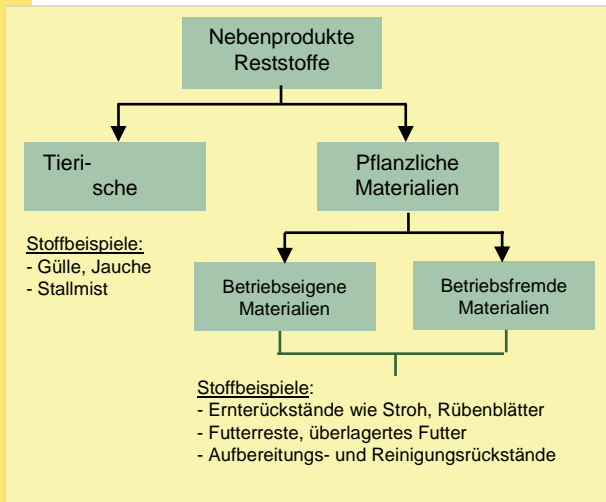 Nebenprodukte
Reststoffe
Tieri-
sche
Pflanzliche
Materialien
Stoffbeispiele:
- Gülle, Jauche
- Stallmist
Betriebseigene
Materialien
Betriebsfremde
Materialien
Stoffbeispiele:
- Ernterückstände wie Stroh, Rübenblätter
- Futterreste, überlagertes Futter
- Aufbereitungs- und Reinigungsrückstände